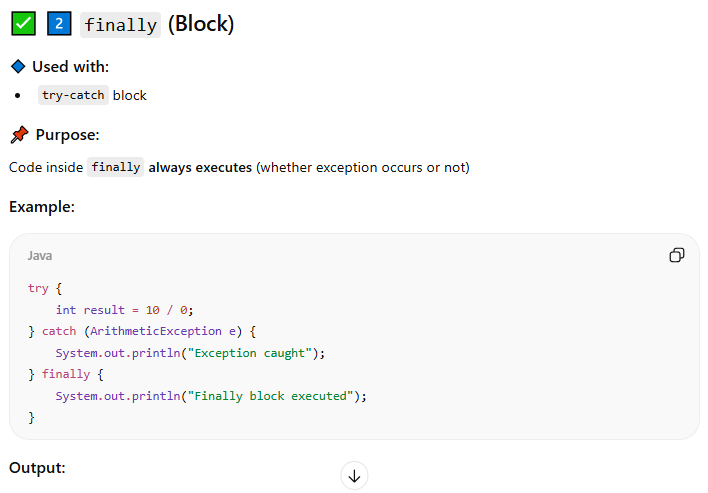 ✅ 2️⃣ finally (Block)
🔷 Used with:
• try-catch block
📌 Purpose:
Code inside finally always executes (whether exception occurs or not)
Example:
Java
try {
    int result = 10 / 0;
} catch (ArithmeticException e) {
    System.out.println("Exception caught");
} finally {
    System.out.println("Finally block executed");
}
Output: